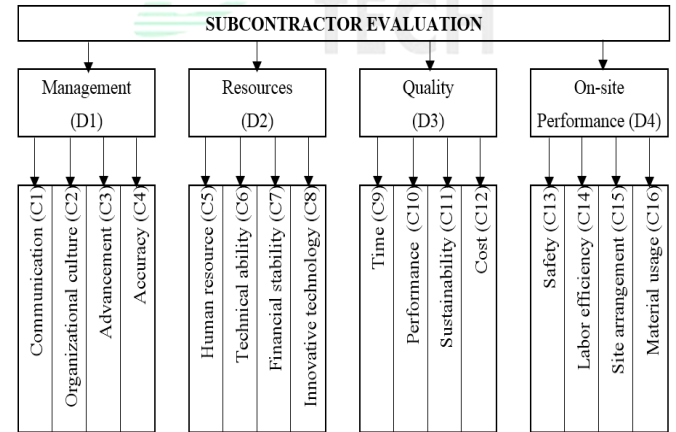 TECH
SUBCONTRACTOR EVALUATION
Management
(D1)
Resources
(D2)
Quality
(D3)
On-site
Performance (D4)
Communication (C1)
Organizational culture (C2)
Advancement (C3)
Accuracy (C4)
Human resource (C5)
Technical ability (C6)
Financial stability (C7)
Innovative technology (C8)
Time (C9)
Performance (C10)
Sustainability (C11)
Cost (C12)
Safety (C13)
Labor efficiency (C14)
Site arrangement (C15)
Material usage (C16)